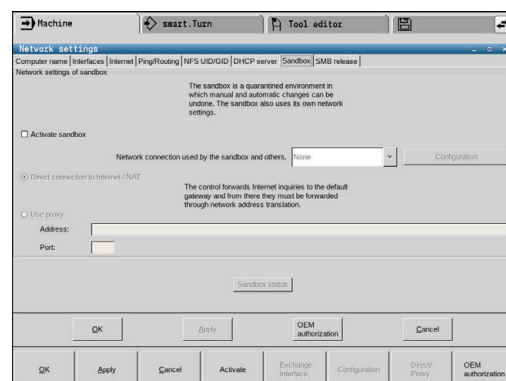 Machine smart.Turn Tool editor
Network settings
Computer name Interfaces Internet Ping/Routing NFS UID/GID DHCP server Sandbox SMB release
Network settings of sandbox
The sandbox is a quarantined environment in
which manual and automatic changes can be
undone. The sandbox also uses its own network
settings.
Activate sandbox
Network connection used by the sandbox and others. None Configuration
Direct connection to Internet / NAT
The control forwards Internet inquiries to the default
gateway and from there they must be forwarded
through network address translation.
Use proxy
Address:
Port:
Sandbox status
OK Apply OEM authorization Cancel
OK Apply Cancel Activate Exchange Interface Configuration Direct/ Proxy OEM authorization